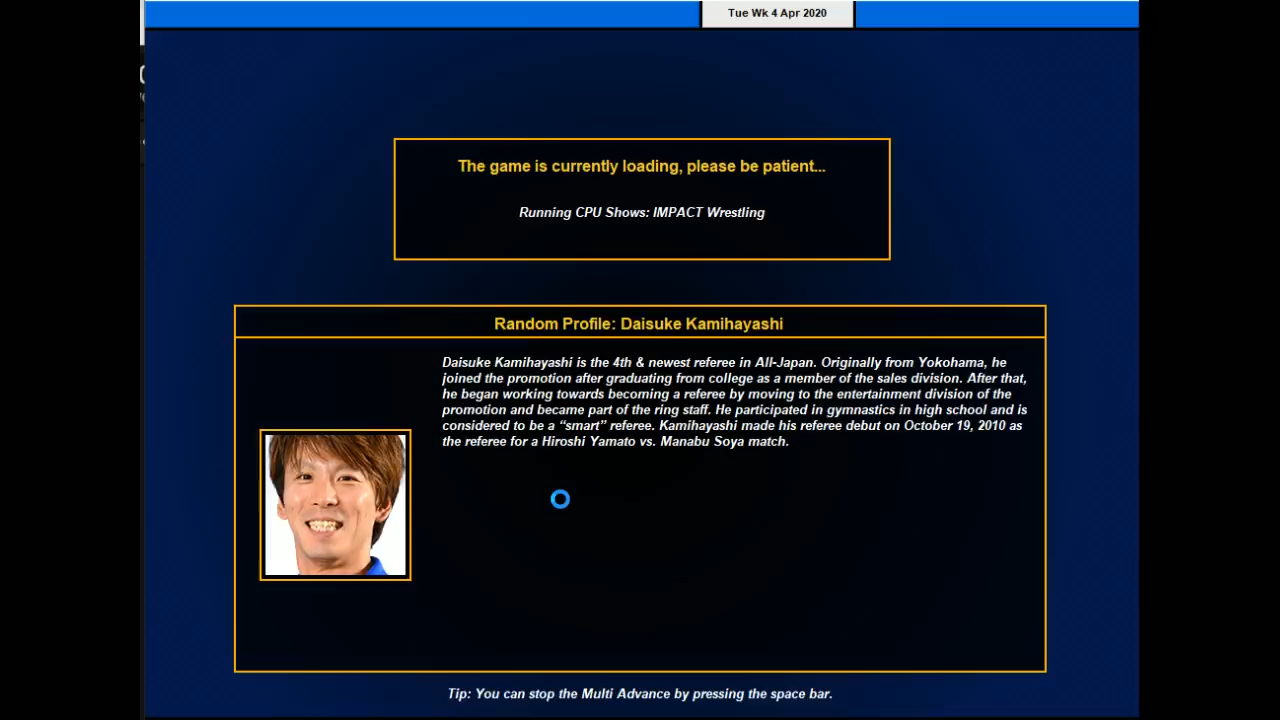 Tue Wk 4 Apr 2020
The game is currently loading, please be patient...
Running CPU Shows: IMPACT Wrestling
Random Profile: Daisuke Kamihayashi
Daisuke Kamihayashi is the 4th & newest referee in All-Japan. Originally from Yokohama, he
joined the promotion after graduating from college as a member of the sales division. After that,
he began working towards becoming a referee by moving to the entertainment division of the
promotion and became part of the ring staff. He participated in gymnastics in high school and is
considered to be a “smart” referee. Kamihayashi made his referee debut on October 19, 2010 as
the referee for a Hiroshi Yamato vs. Manabu Soya match.
Tip: You can stop the Multi Advance by pressing the space bar.